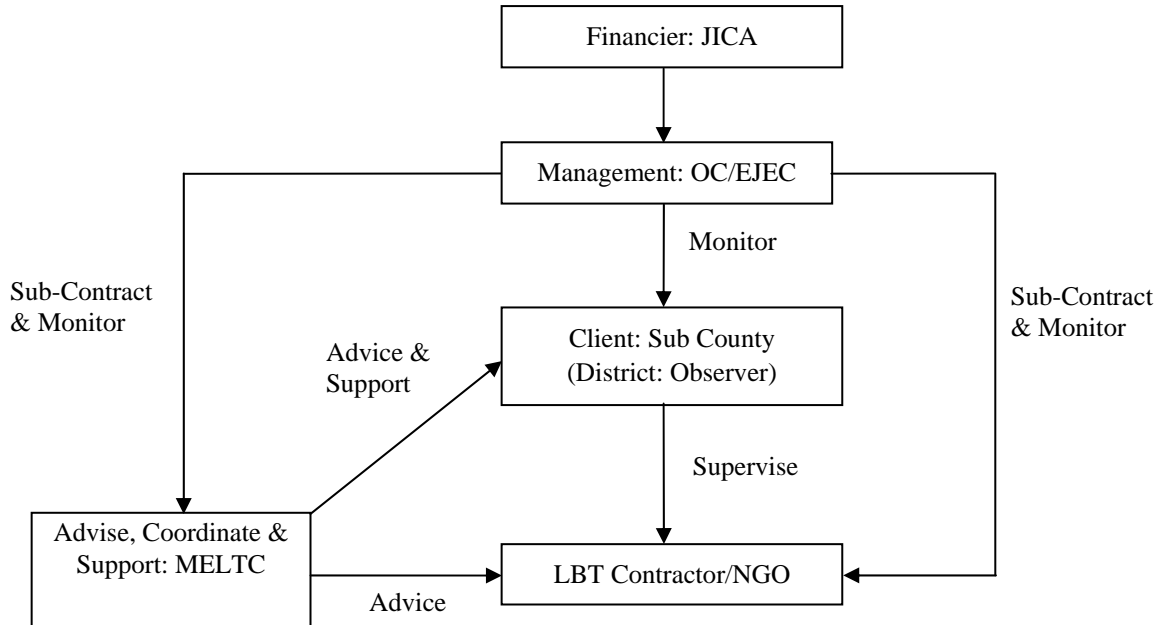 Financier: JICA
Management: OC/EJEC
Monitor
Sub-Contract
& Monitor
Sub-Contract
& Monitor
Client: Sub County
(District: Observer)
Advice &
Support
Supervise
Advise, Coordinate &
Support: MELTC
LBT Contractor/NGO
Advice